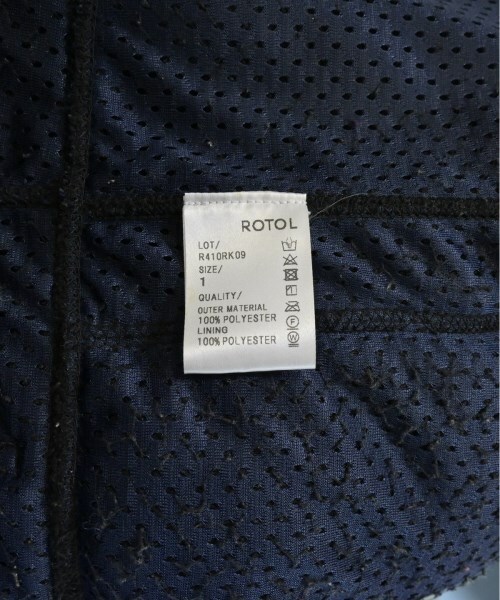 ROTOL
LOT/
R410RK09
SIZE/
1
QUALITY/
OUTER MATERIAL
100% POLYESTER
LINING
100% POLYESTER